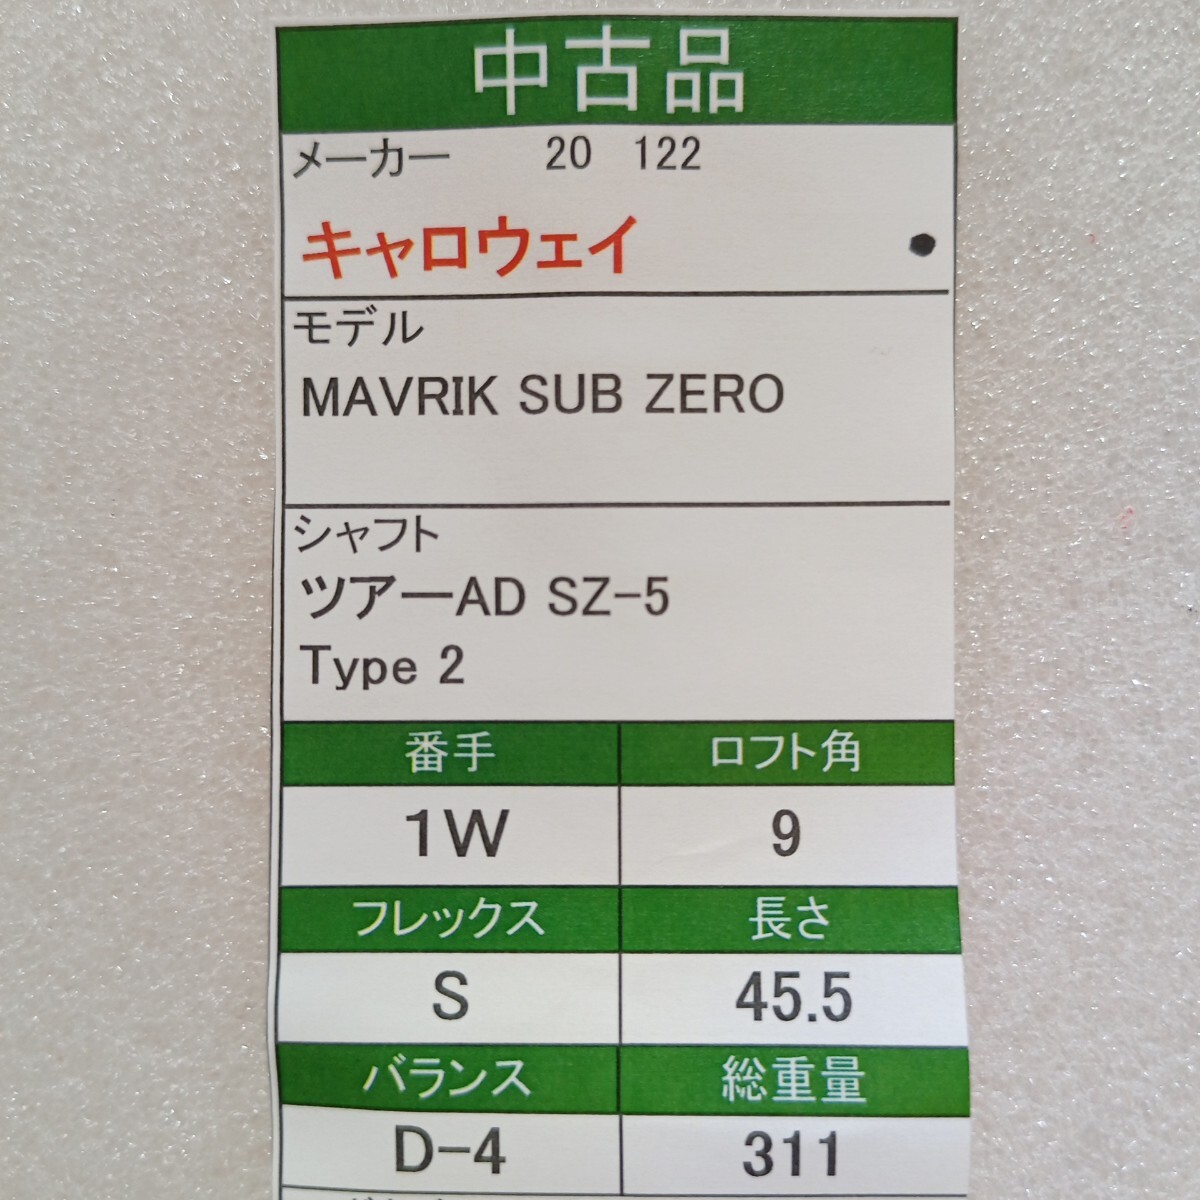 中古品
メーカー 20 122
キャロウェイ
モデル
MAVRIK SUB ZERO
シャフト
ツアーAD SZ-5
Type 2
番手 ロフト角
1W 9
フレックス 長さ
S 45.5
バランス 総重量
D-4 311